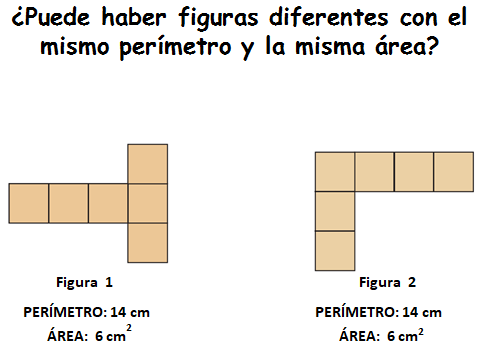 ¿Puede haber figuras diferentes con el
mismo perímetro y la misma área?
Figura 1
PERÍMETRO: 14 cm
ÁREA: 6 cm²
Figura 2
PERÍMETRO: 14 cm
ÁREA: 6 cm²